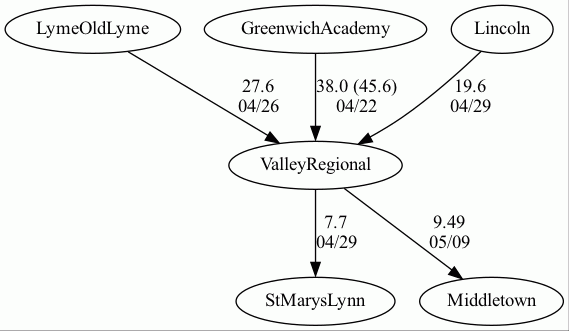 LymeOldLyme
GreenwichAcademy
Lincoln
27.6
04/26
38.0 (45.6)
04/22
19.6
04/29
ValleyRegional
7.7
04/29
9.49
05/09
StMarysLynn
Middletown